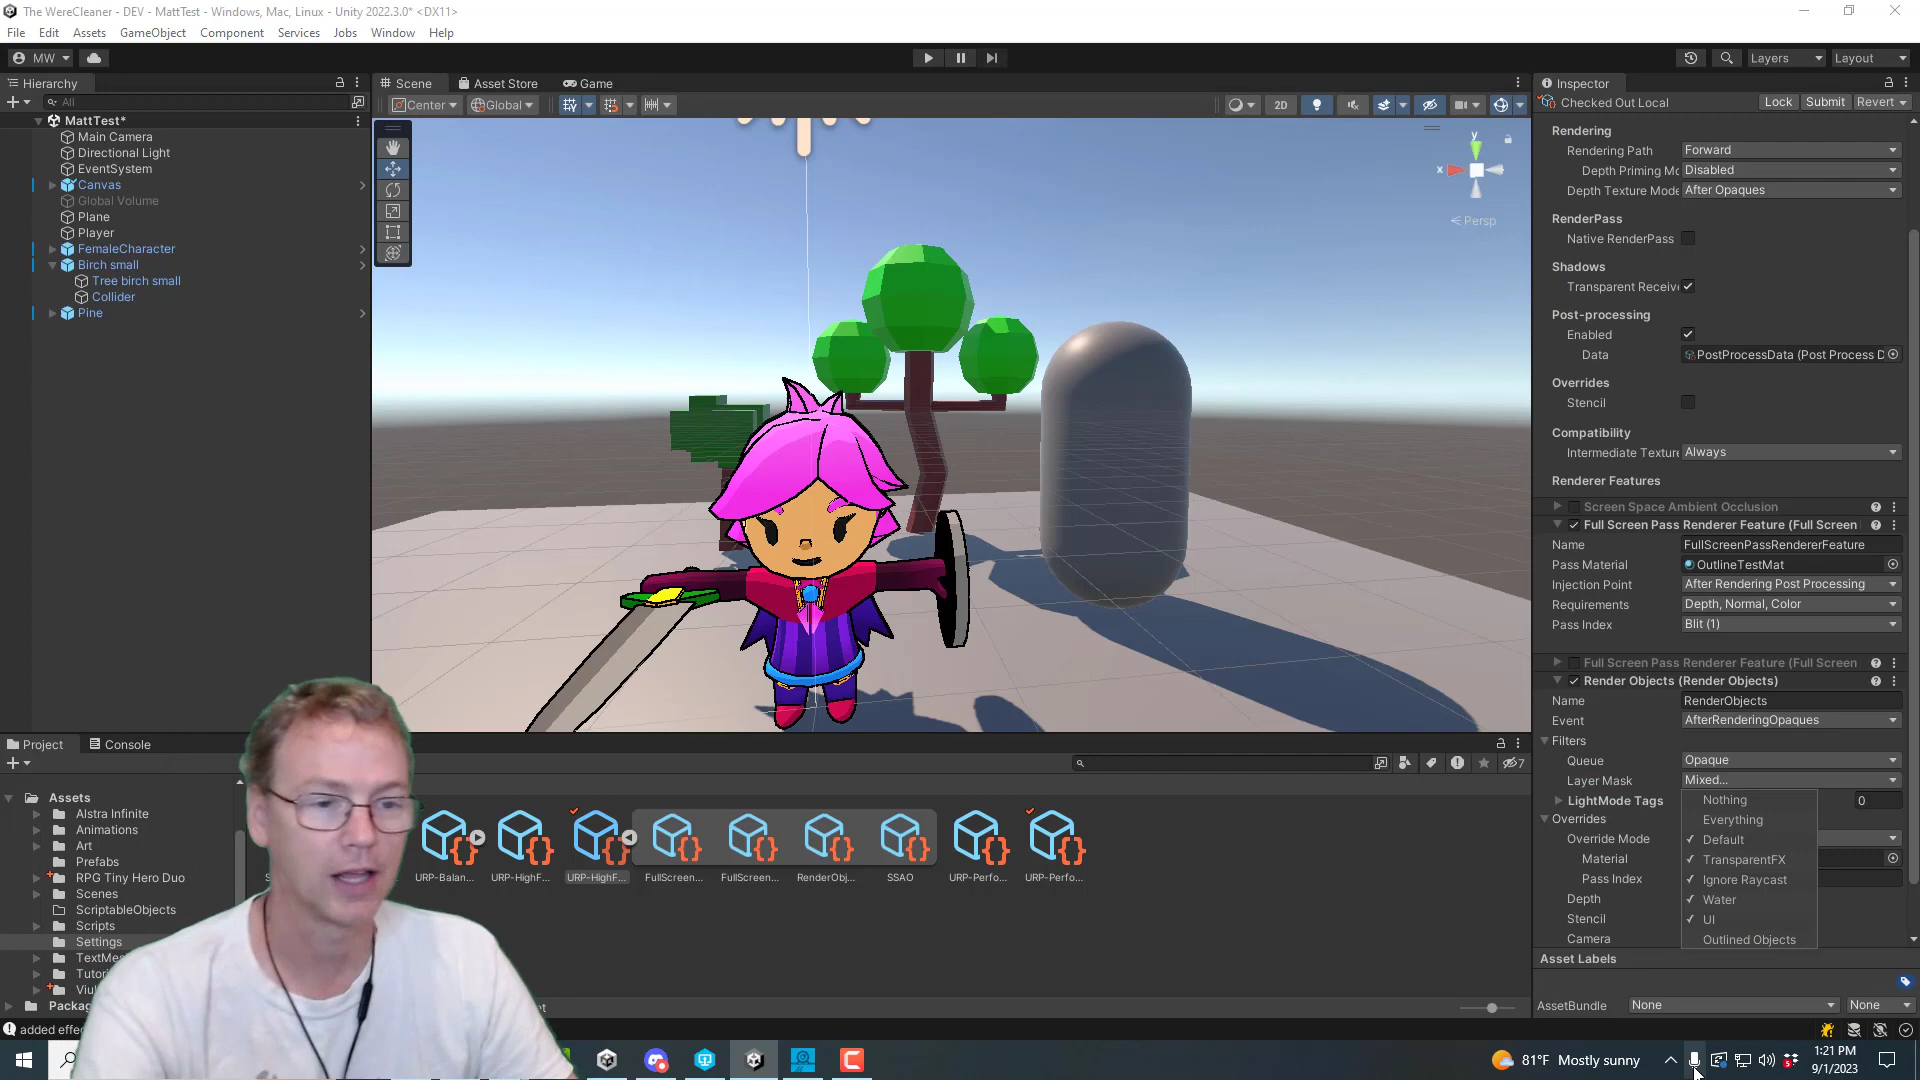 The WereCleaner - DEV - MattTest - Windows, Mac, Linux - Unity 2022.3.0* <DX11>
File Edit Assets GameObject Component Services Jobs Window Help
MW Layers Layout
Hierarchy Scene Asset Store Game Inspector
All Center Global 2D Checked Out Local Lock Submit Revert
MattTest*
Main Camera
Directional Light
EventSystem
Canvas
Global Volume
Plane
Player
FemaleCharacter
Birch small
Tree birch small
Collider
Pine
y
x
Persp
Rendering
Rendering Path Forward
Depth Priming Mo Disabled
Depth Texture Mode After Opaques
RenderPass
Native RenderPass
Shadows
Transparent Receiv
Post-processing
Enabled
Data PostProcessData (Post Process D
Overrides
Stencil
Compatibility
Intermediate Texture Always
Renderer Features
Screen Space Ambient Occlusion
Full Screen Pass Renderer Feature (Full Screen
Name FullScreenPassRendererFeature
Pass Material OutlineTestMat
Injection Point After Rendering Post Processing
Requirements Depth, Normal, Color
Pass Index Blit (1)
Full Screen Pass Renderer Feature (Full Screen
Render Objects (Render Objects)
Name RenderObjects
Event AfterRenderingOpaques
Filters
Queue Opaque
Layer Mask Mixed...
LightMode Tags 0
Overrides
Override Mode
Material
Pass Index
Depth
Stencil
Camera
Nothing
Everything
Default
TransparentFX
Ignore Raycast
Water
UI
Outlined Objects
Asset Labels
AssetBundle None None
Project Console
7
Assets
Alstra Infinite
Animations
Art
Prefabs
RPG Tiny Hero Duo
Scenes
ScriptableObjects
Scripts
Settings
TextMes
Tutori
Viul
Packag
URP-Balan... URP-HighF... URP-HighF... FullScreen... FullScreen... RenderObj... SSAO URP-Perfo... URP-Perfo...
added effe
81°F Mostly sunny
1:21 PM
9/1/2023